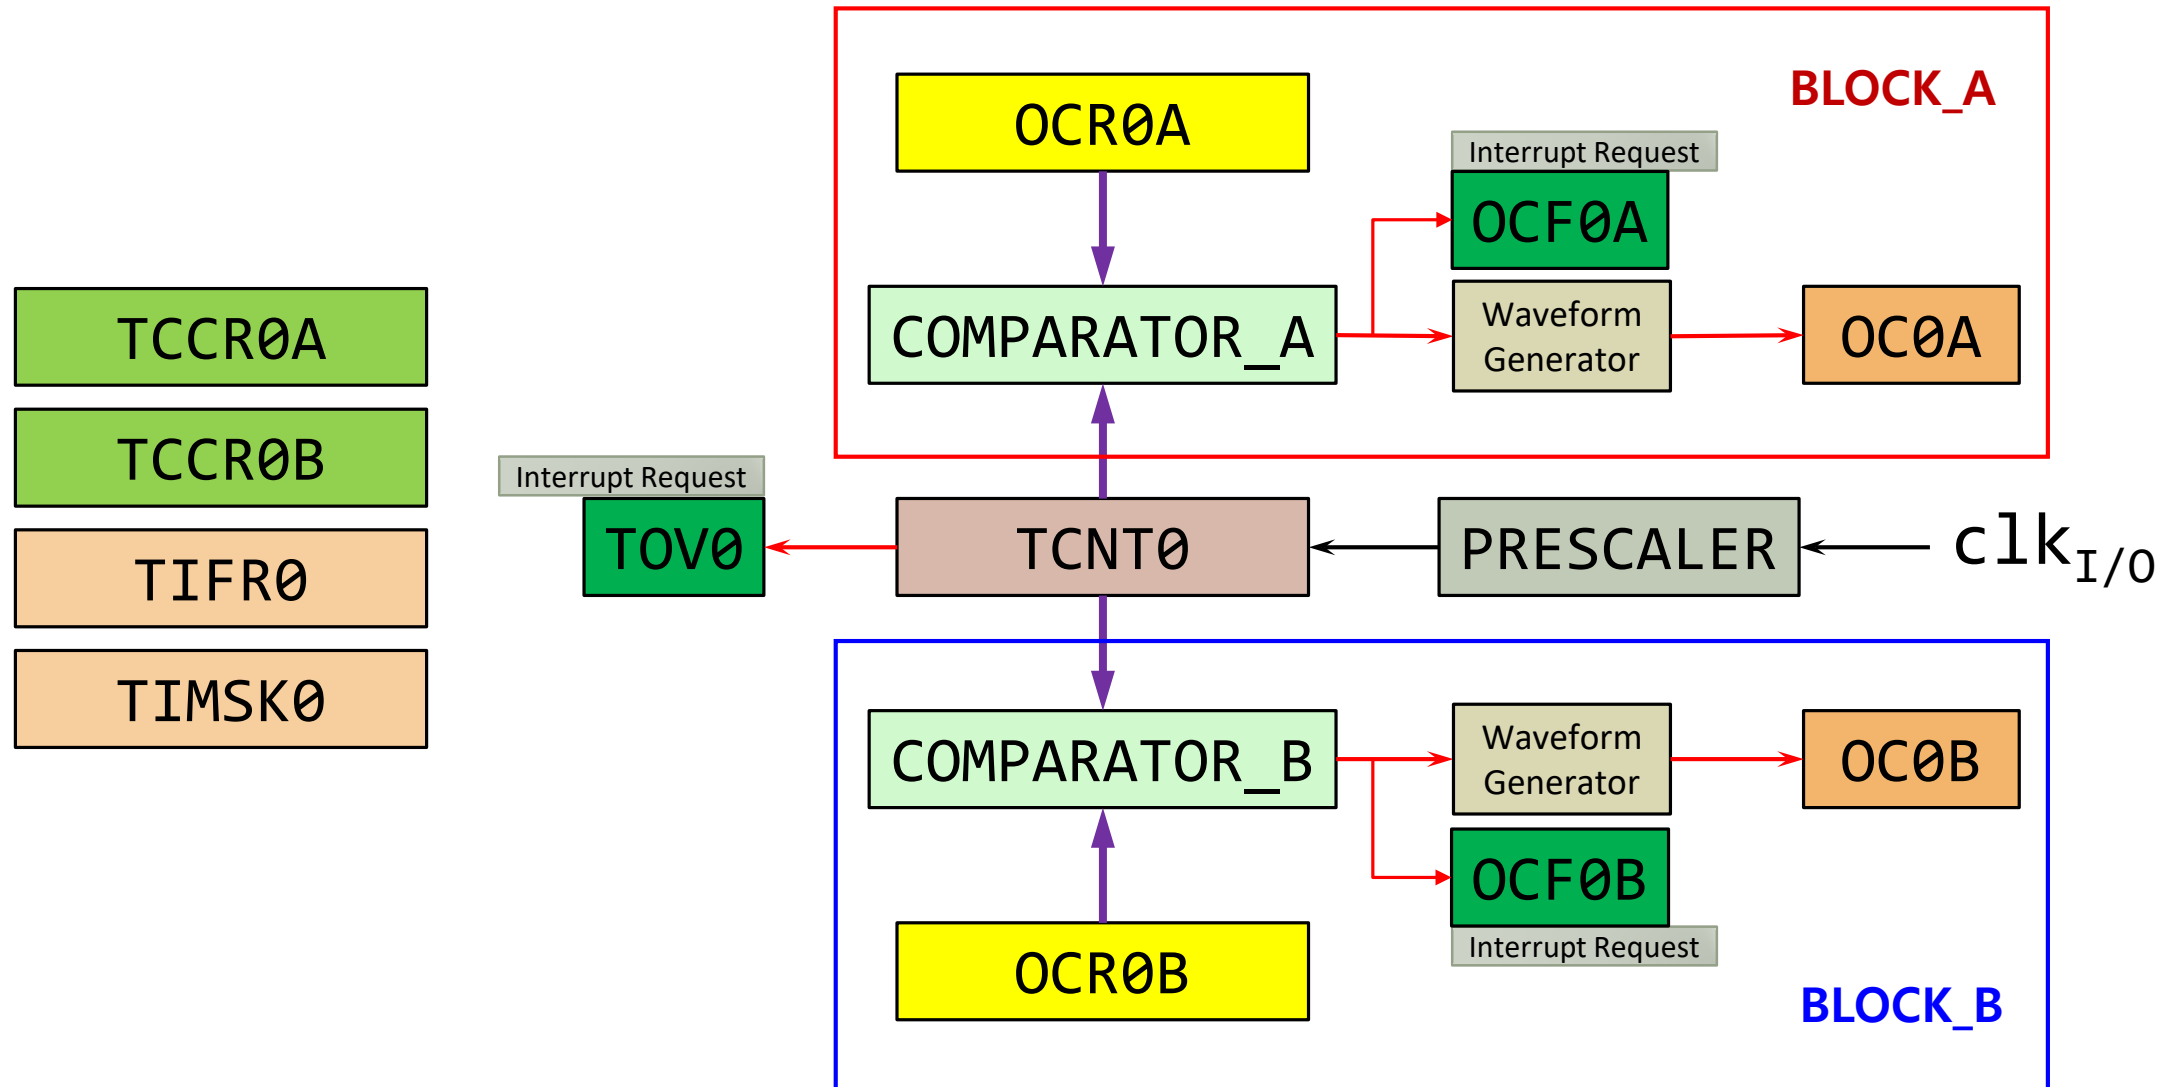 BLOCK_A
OCR0A
Interrupt Request
OCF0A
TCCR0A
COMPARATOR_A
Waveform
Generator
OC0A
TCCR0B
Interrupt Request
TOV0
TCNT0
PRESCALER
clkI/O
TIFR0
TIMSK0
COMPARATOR_B
Waveform
Generator
OC0B
OCF0B
Interrupt Request
OCR0B
BLOCK_B